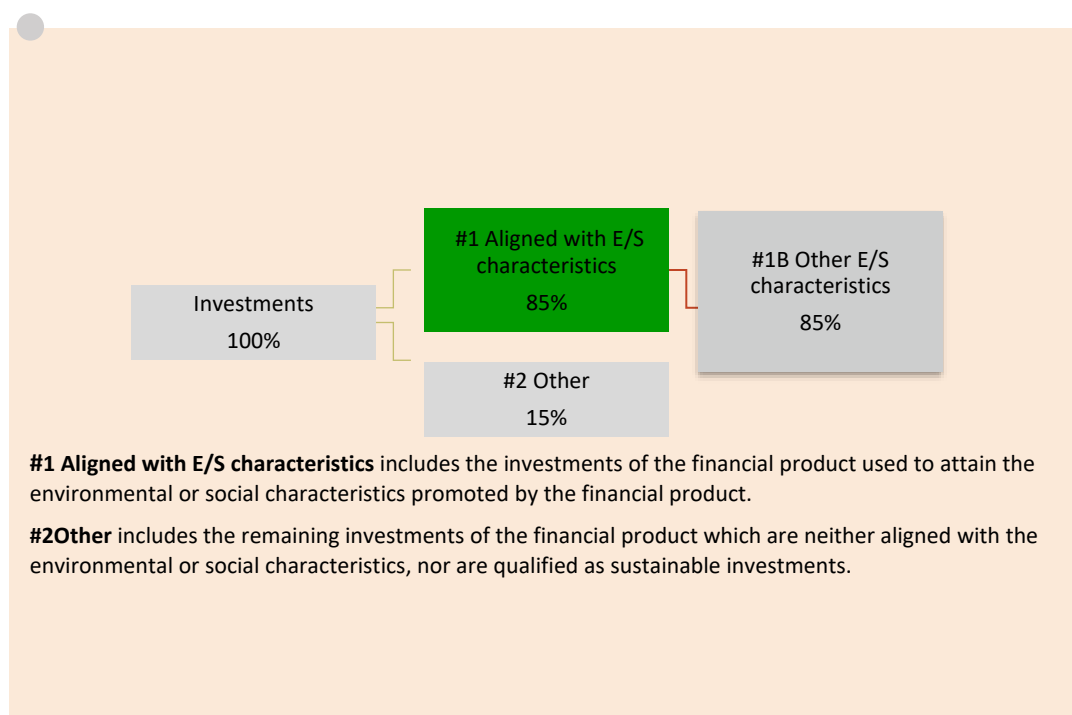 #1 Aligned with E/S
characteristics
85%
#1B Other E/S
characteristics
85%
Investments
100%
#2 Other
15%
#1 Aligned with E/S characteristics includes the investments of the financial product used to attain the
environmental or social characteristics promoted by the financial product.
#2Other includes the remaining investments of the financial product which are neither aligned with the
environmental or social characteristics, nor are qualified as sustainable investments.